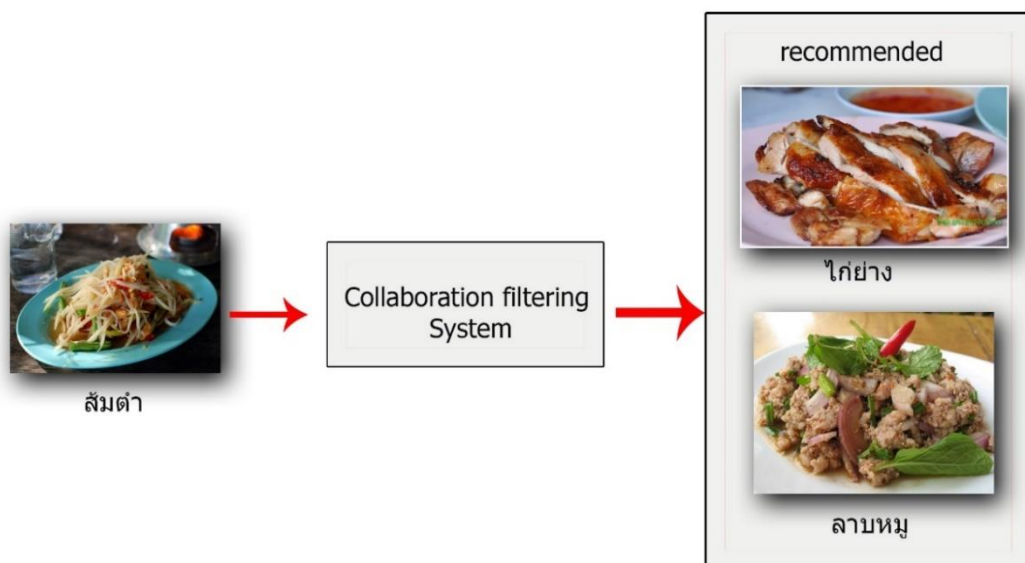 ส้มตำ
Collaboration filtering
System
recommended
ไก่ย่าง
ลาบหมู